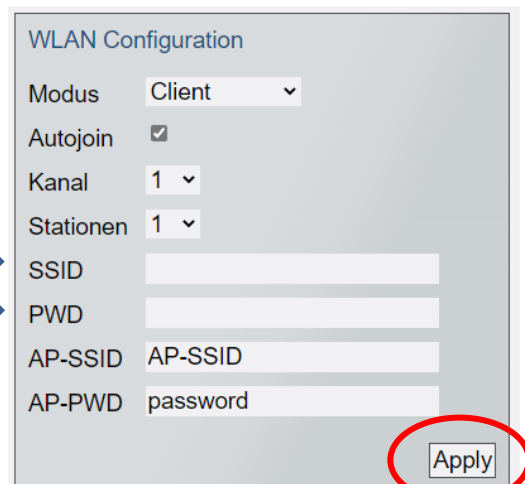 WLAN Configuration
Modus Client
Autojoin
Kanal 1
Stationen 1
SSID
PWD
AP-SSID AP-SSID
AP-PWD password
Apply